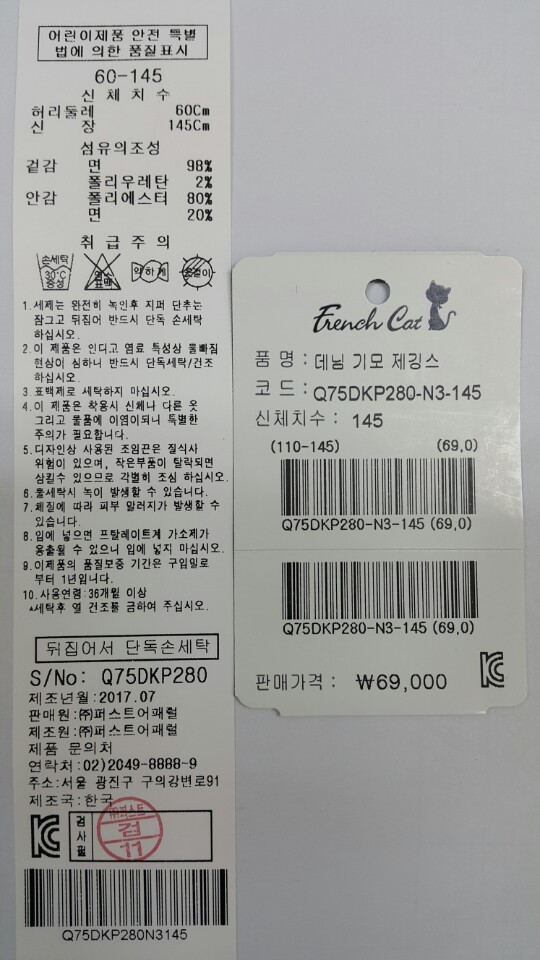 어린이제품 안전 특별
법에 의한 품질표시
60-145
신 체 치 수
허리둘레 60Cm
신 장 145Cm
섬유의조성
겉감 면 98%
폴리우레탄 2%
안감 폴리에스터 80%
면 20%
취 급 주 의
손세탁
30°C
중성
염소
표백
약하게
옷걸이
1.세제는 완전히 녹인후 지퍼 단추는
잠그고 뒤집어 반드시 단독 손세탁
하십시오.
2.이 제품은 인디고 염료 특성상 물빠짐
현상이 심하니 반드시 단독세탁/건조
하십시오.
3.표백제로 세탁하지 마십시오.
4.이 제품은 착용시 신체나 다른 옷
그리고 물품에 이염이되니 특별한
주의가 필요합니다.
5.디자인상 사용된 조임끈은 질식사
위험이 있으며, 작은부품이 탈락되면
삼킬수 있으므로 각별히 조심 하십시오.
6.물세탁시 녹이 발생할 수 있습니다.
7.체질에 따라 피부 알러지가 발생할 수
있습니다.
8.입에 넣으면 프탈레이트계 가소제가
용출될 수 있으니 입에 넣지 마십시오.
9.이제품의 품질보증 기간은 구입일로
부터 1년입니다.
10.사용연령:36개월 이상
▲세탁후 열 건조를 금하여 주십시오.
뒤집어서 단독손세탁
S/No: Q75DKP280
제조년월:2017.07
판매원:㈜퍼스트어패럴
제조원:㈜퍼스트어패럴
제품 문의처
연락처:02)2049-8888~9
주소:서울 광진구 구의강변로91
제조국:한국
KC
검
사
필
㈜퍼스트
검
11
Q75DKP280N3145
French Cat
품 명 : 데님 기모 제깅스
코 드 : Q75DKP280-N3-145
신체치수 : 145
(110-145) (69,0)
Q75DKP280-N3-145 (69,0)
Q75DKP280-N3-145 (69,0)
판매가격 : ₩69,000
KC